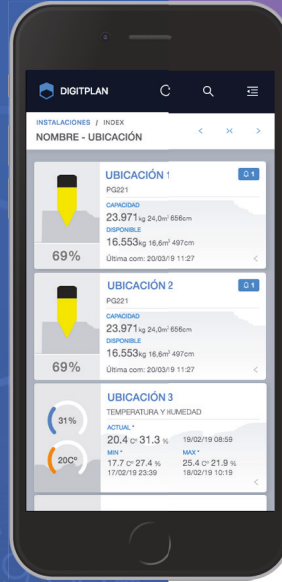 DIGITPLAN
INSTALACIONES / INDEX
NOMBRE - UBICACIÓN
UBICACIÓN 1
1
PG221
CAPACIDAD
23.971kg 24,0m³ 656cm
DISPONIBLE
16.553kg 16,6m³ 497cm
69%
Última com: 20/03/19 11:27
UBICACIÓN 2
1
PG221
CAPACIDAD
23.971kg 24,0m³ 656cm
DISPONIBLE
16.553kg 16,6m³ 497cm
69%
Última com: 20/03/19 11:27
UBICACIÓN 3
TEMPERATURA Y HUMEDAD
31%
ACTUAL *
20.4 Cº 31.3 % 19/02/19 08:59
20Cº
MIN * MAX *
17.7 Cº 27.4 % 25.4 Cº 21.9 %
17/02/19 23:39 18/02/19 10:19